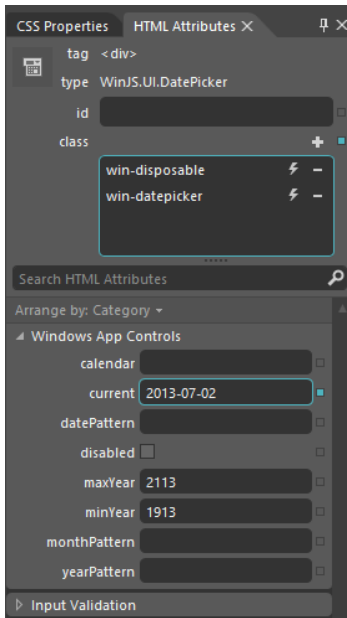 CSS Properties HTML Attributes
tag <div>
type WinJS.UI.DatePicker
id
class
win-disposable
win-datepicker
Search HTML Attributes
Arrange by: Category
Windows App Controls
calendar
current 2013-07-02
datePattern
disabled
maxYear 2113
minYear 1913
monthPattern
yearPattern
Input Validation